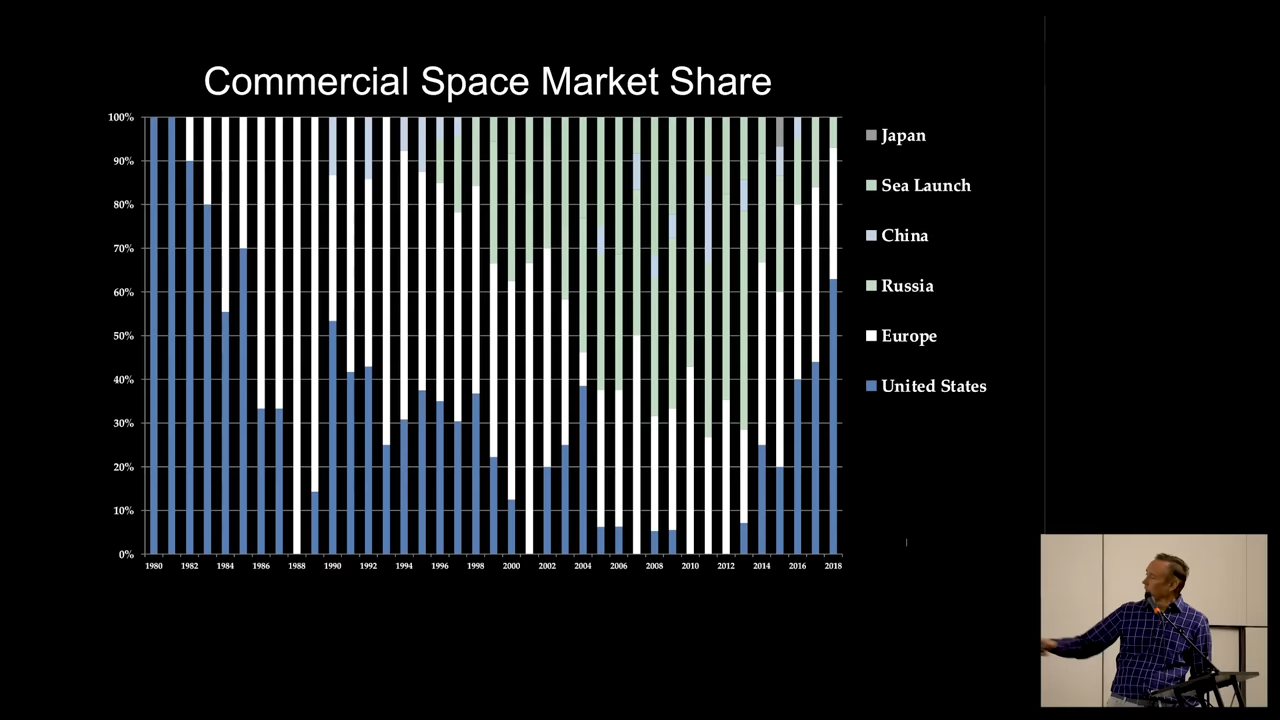 Commercial Space Market Share
100%
90%
80%
70%
60%
50%
40%
30%
20%
10%
0%
1980 1982 1984 1986 1988 1990 1992 1994 1996 1998 2000 2002 2004 2006 2008 2010 2012 2014 2016 2018
Japan
Sea Launch
China
Russia
Europe
United States